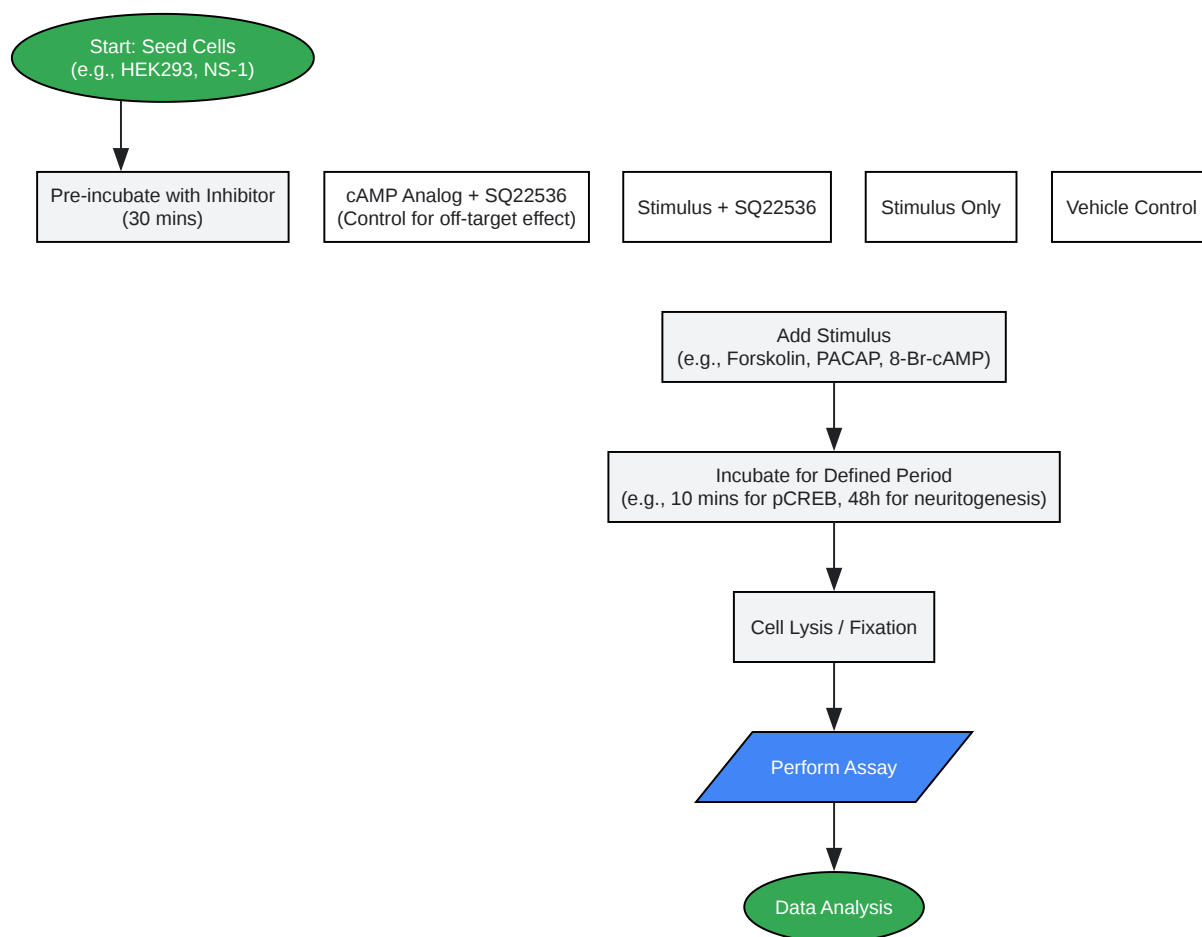 Start: Seed Cells
(e.g., HEK293, NS-1)
Pre-incubate with Inhibitor
(30 mins)
cAMP Analog + SQ22536
(Control for off-target effect)
Stimulus + SQ22536
Stimulus Only
Vehicle Control
Add Stimulus
(e.g., Forskolin, PACAP, 8-Br-cAMP)
Incubate for Defined Period
(e.g., 10 mins for pCREB, 48h for neuritogenesis)
Cell Lysis / Fixation
Perform Assay
Data Analysis